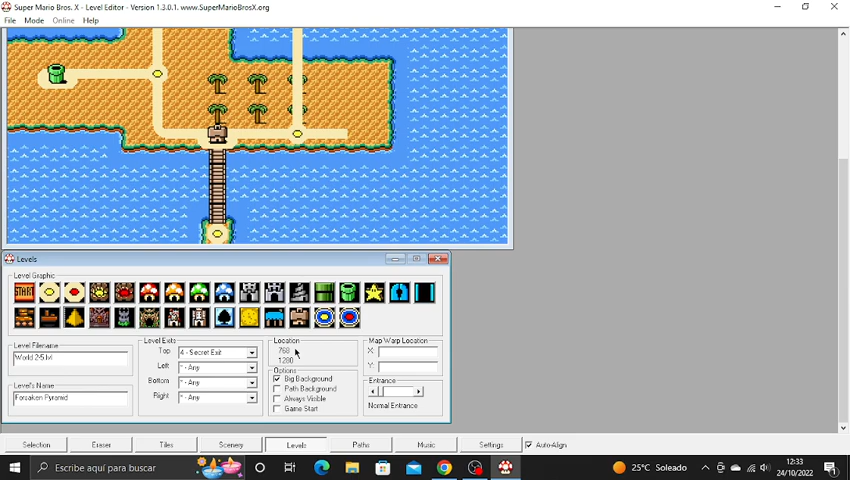 Super Mario Bros. X - Level Editor - Version 1.3.0.1. www.SuperMarioBrosX.org
File Mode Online Help
Levels
Level Graphic
START
Level Filename
World 2-5.lvl
Level's Name
Forsaken Pyramid
Level Exits
Top 4 - Secret Exit
Left * - Any
Bottom * - Any
Right * - Any
Location
768
1280
Options
Big Background
Path Background
Always Visible
Game Start
Map Warp Location
X:
Y:
Entrance
Normal Entrance
Selection Eraser Tiles Scenery Levels Paths Music Settings Auto-Align
Escribe aquí para buscar
25°C Soleado
12:33
24/10/2022
1